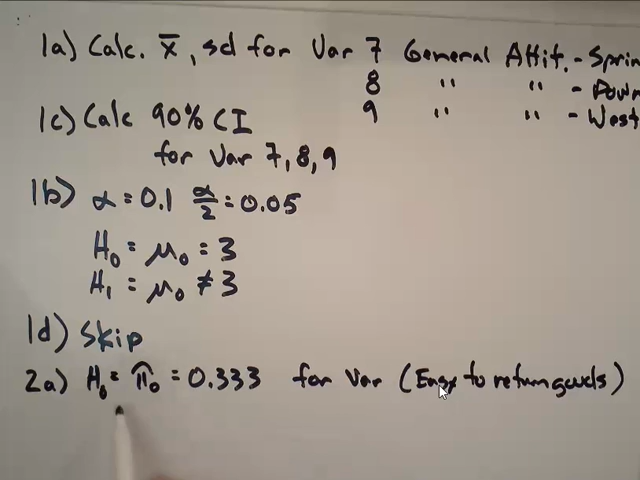 1a) Calc. x̄, sd for Var 7 General Attit. - Sprin
8 " " - Down
9 " " - West
1c) Calc 90% CI
for Var 7, 8, 9
1b) α = 0.1 α/2 = 0.05
H₀ = μ₀ = 3
H₁ = μ₀ ≠ 3
1d) Skip
2a) H₀ = π̂₀ = 0.333 for Var (Easy to return goods)